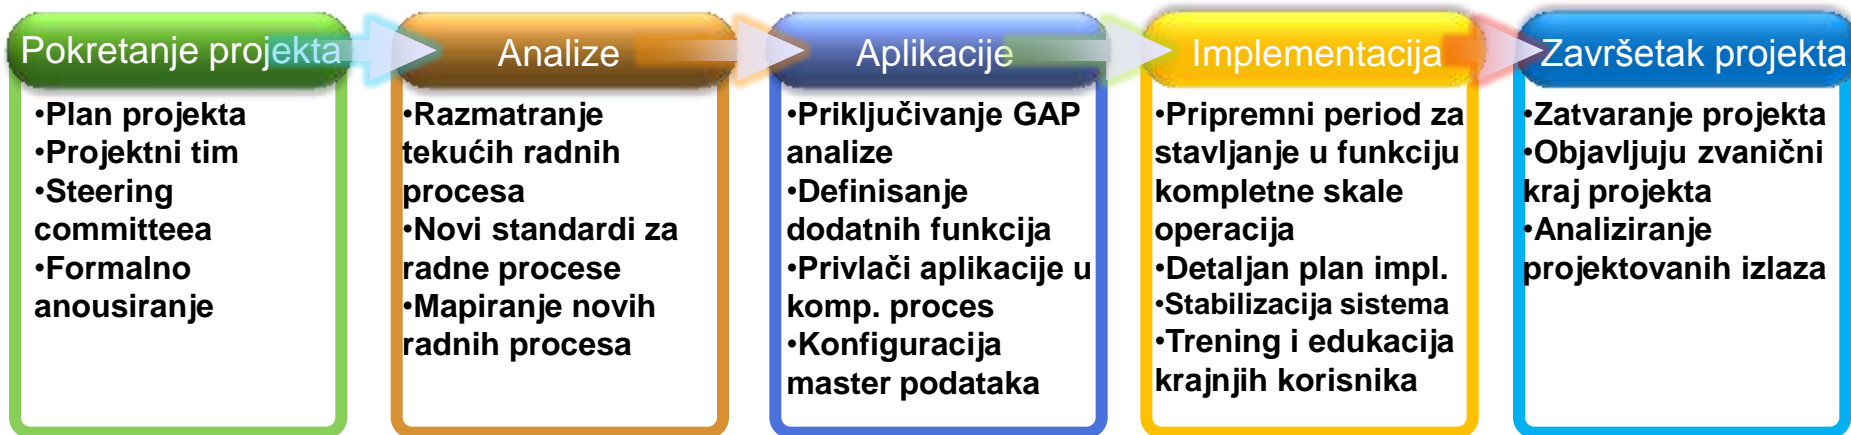 Pokretanje projekta
•Plan projekta
•Projektni tim
•Steering
committeea
•Formalno
anousiranje
Analize
•Razmatranje
tekućih radnih
procesa
•Novi standardi za
radne procese
•Mapiranje novih
radnih procesa
Aplikacije
•Priključivanje GAP
analize
•Definisanje
dodatnih funkcija
•Privlači aplikacije u
komp. proces
•Konfiguracija
master podataka
Implementacija
•Pripremni period za
stavljanje u funkciju
kompletne skale
operacija
•Detaljan plan impl.
•Stabilizacija sistema
•Trening i edukacija
krajnjih korisnika
Završetak projekta
•Zatvaranje projekta
•Objavljuju zvanični
kraj projekta
•Analiziranje
projektovanih izlaza